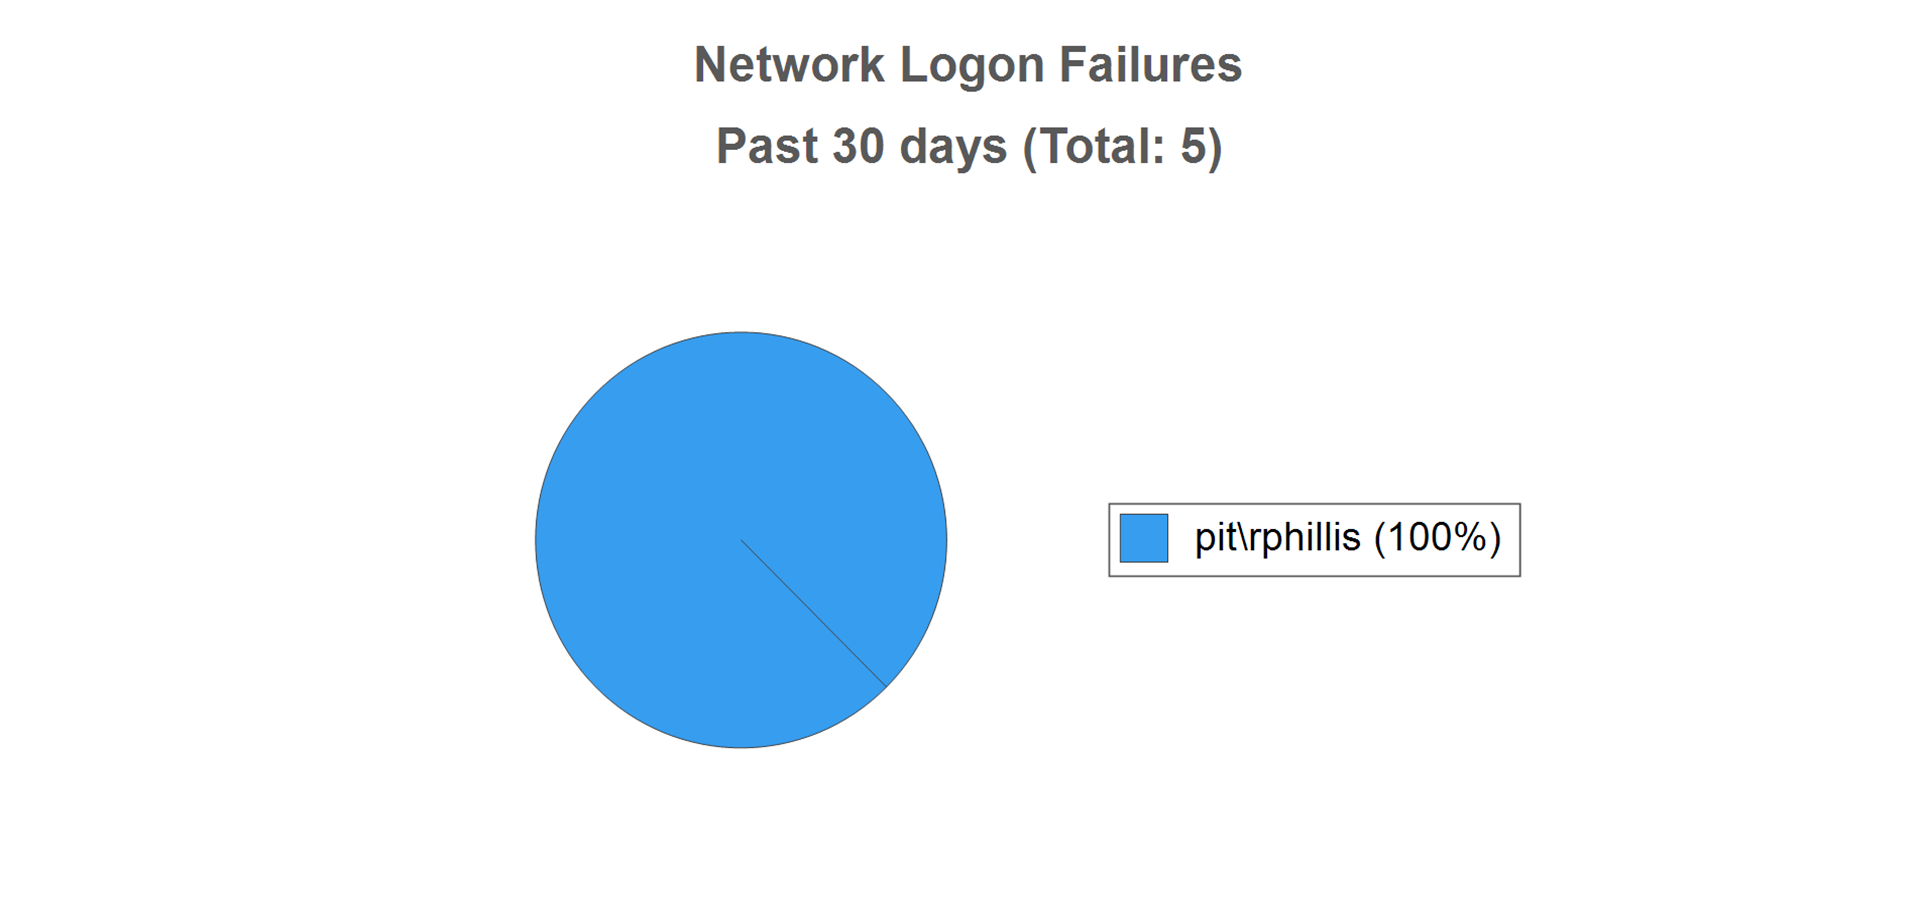 Network Logon Failures
Past 30 days (Total: 5)
pit\rphillis (100%)